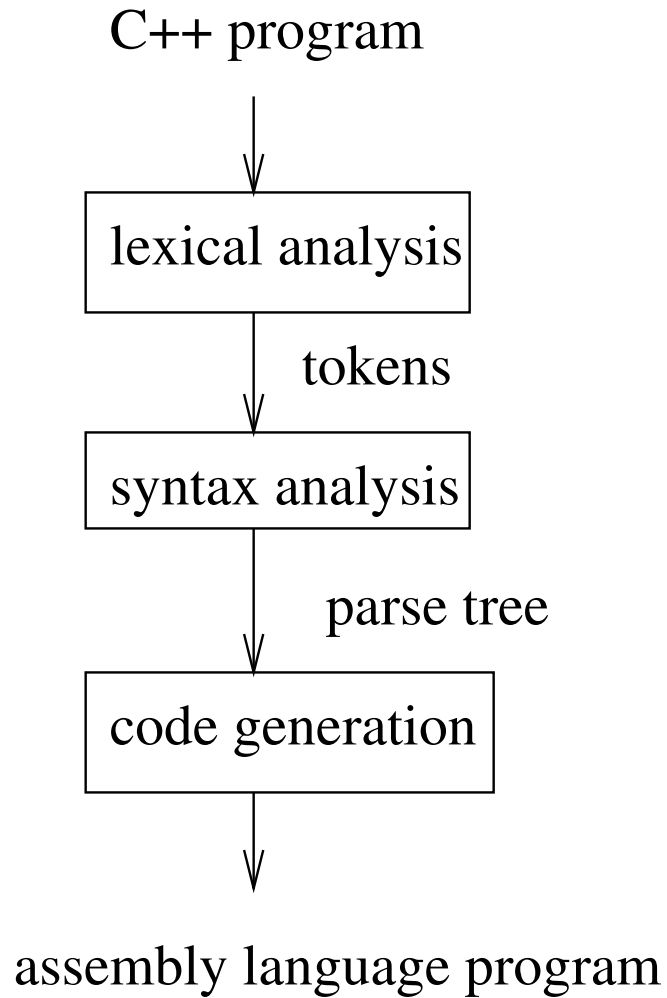 C++ program
lexical analysis
tokens
syntax analysis
parse tree
code generation
assembly language program